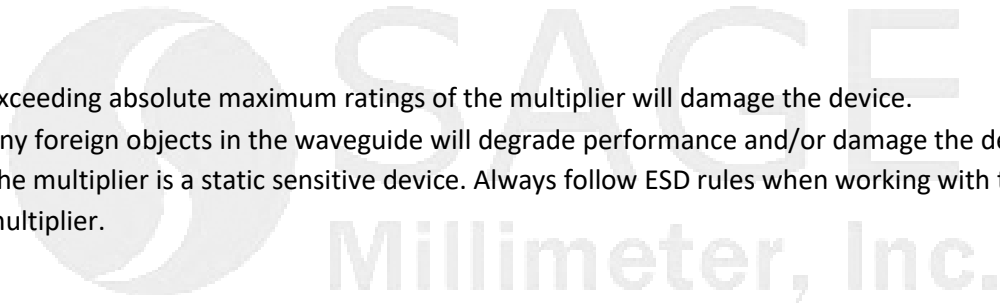 SAGE
xceeding absolute maximum ratings of the multiplier will damage the device.
ny foreign objects in the waveguide will degrade performance and/or damage the de
he multiplier is a static sensitive device. Always follow ESD rules when working with t
nultiplier.
Millimeter, Inc.